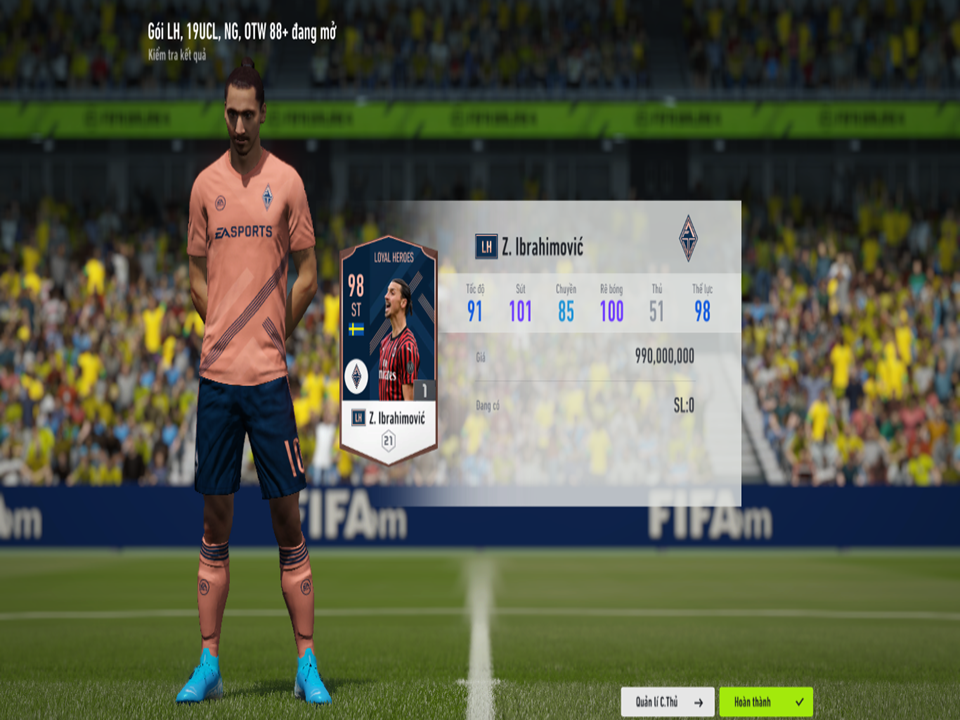 Gói LH, 19UCL, NG, OTW 88+ đang mở
Kiểm tra kết quả
EA SPORTS
LOYAL HEROES
98
ST
1
LH Z. Ibrahimović
21
LH Z. Ibrahimović
Tốc độ Sút Chuyền Rê bóng Thủ Thể lực
91 101 85 100 51 98
Giá 990,000,000
Đang có SL:0
10
FIFAm
FIFAm
Quản lí C.Thủ
Hoàn thành